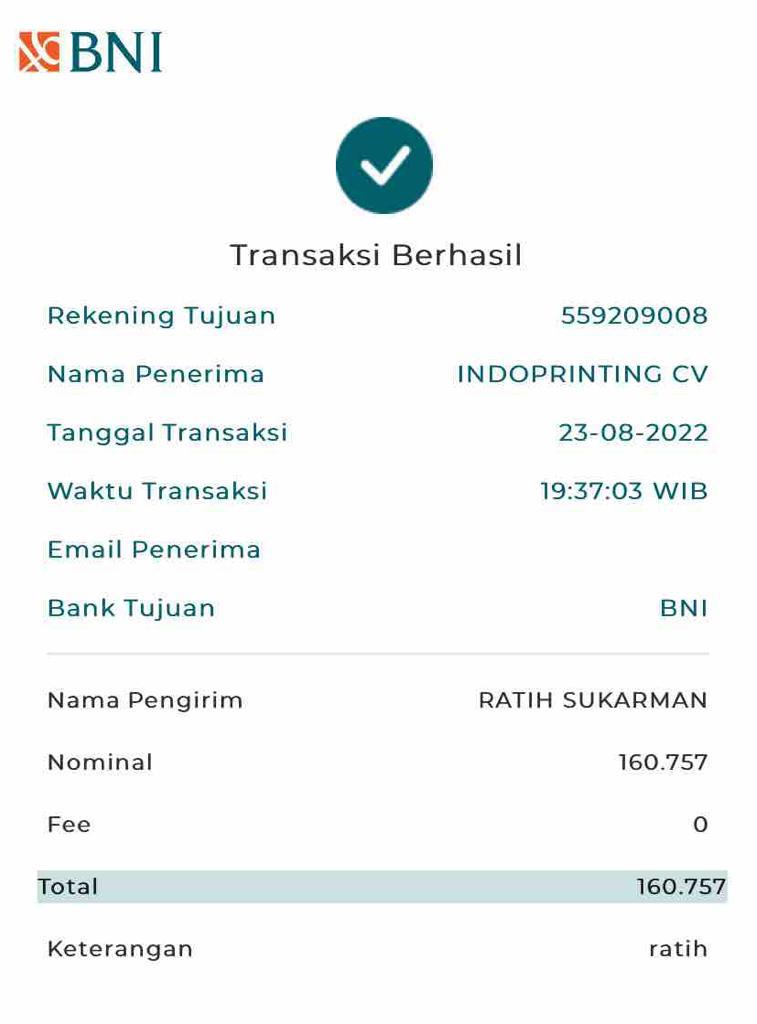 BNI
Transaksi Berhasil
Rekening Tujuan 559209008
Nama Penerima INDOPRINTING CV
Tanggal Transaksi 23-08-2022
Waktu Transaksi 19:37:03 WIB
Email Penerima
Bank Tujuan BNI
Nama Pengirim RATIH SUKARMAN
Nominal 160.757
Fee 0
Total 160.757
Keterangan ratih